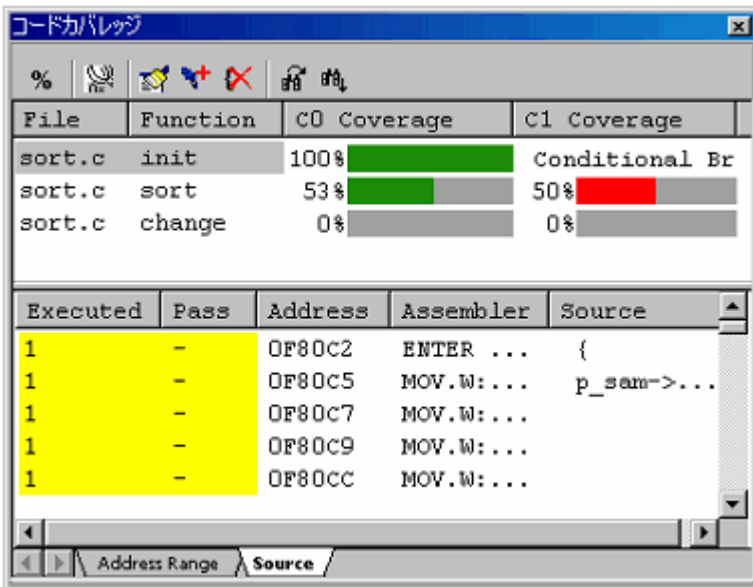 コードカバレッジ
%
File Function C0 Coverage C1 Coverage
sort.c init 100% Conditional Br
sort.c sort 53% 50%
sort.c change 0% 0%
Executed Pass Address Assembler Source
1 - 0F80C2 ENTER ... {
1 - 0F80C5 MOV.W:... p_sam->...
1 - 0F80C7 MOV.W:...
1 - 0F80C9 MOV.W:...
1 - 0F80CC MOV.W:...
Address Range Source